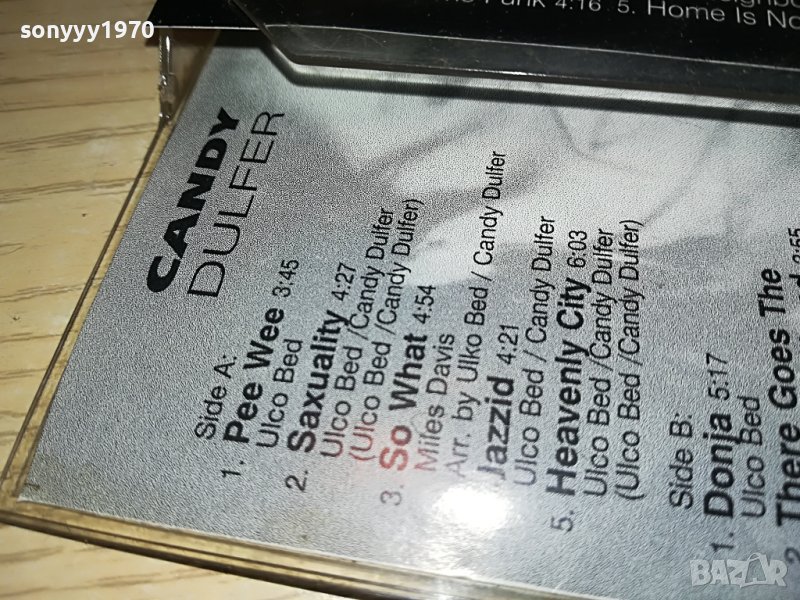 sonyyy1970
Funk 4:16 5. Home Is
CANDY
DULFER
Side A:
1. Pee Wee 3:45
Ulco Bed
2. Saxuality 4:27
Ulco Bed /Candy Dulfer
(Ulco Bed /Candy Dulfer)
3. So What 4:54
Miles Davis
Arr. by Ulko Bed / Candy Dulfer
Jazzid 4:21
Ulco Bed / Candy Dulfer
5. Heavenly City 6:03
Ulco Bed /Candy Dulfer
(Ulco Bed /Candy Dulfer)
Side B:
1. Donja 5:17
Ulco Bed
2 There Goes The
BAZAR